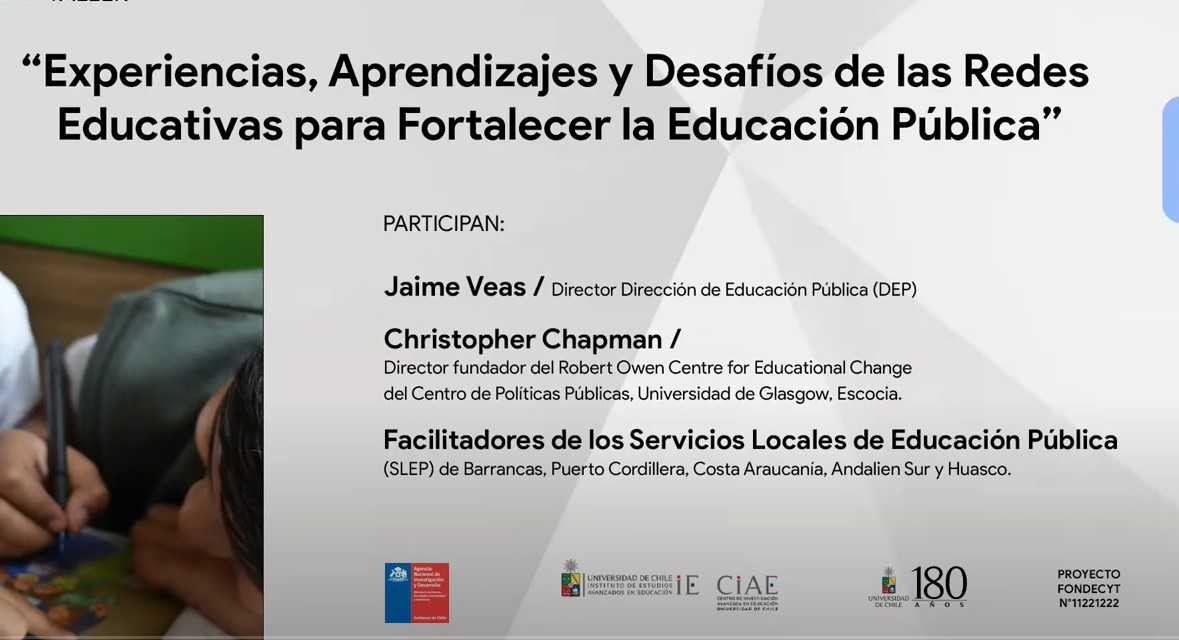 “Experiencias, Aprendizajes y Desafíos de las Redes
Educativas para Fortalecer la Educación Pública”
PARTICIPAN:
Jaime Veas / Director Dirección de Educación Pública (DEP)
Christopher Chapman /
Director fundador del Robert Owen Centre for Educational Change
del Centro de Políticas Públicas, Universidad de Glasgow, Escocia.
Facilitadores de los Servicios Locales de Educación Pública
(SLEP) de Barrancas, Puerto Cordillera, Costa Araucanía, Andalien Sur y Huasco.
Agencia
Nacional de
Investigación
y Desarrollo
Gobierno de Chile
UNIVERSIDAD DE CHILE
INSTITUTO DE ESTUDIOS
AVANZADOS EN EDUCACIÓN
iE
CiAE
CENTRO DE INVESTIGACIÓN
AVANZADA EN EDUCACIÓN
UNIVERSIDAD DE CHILE
UNIVERSIDAD
DE CHILE
180
AÑOS
PROYECTO
FONDECYT
N°11221222